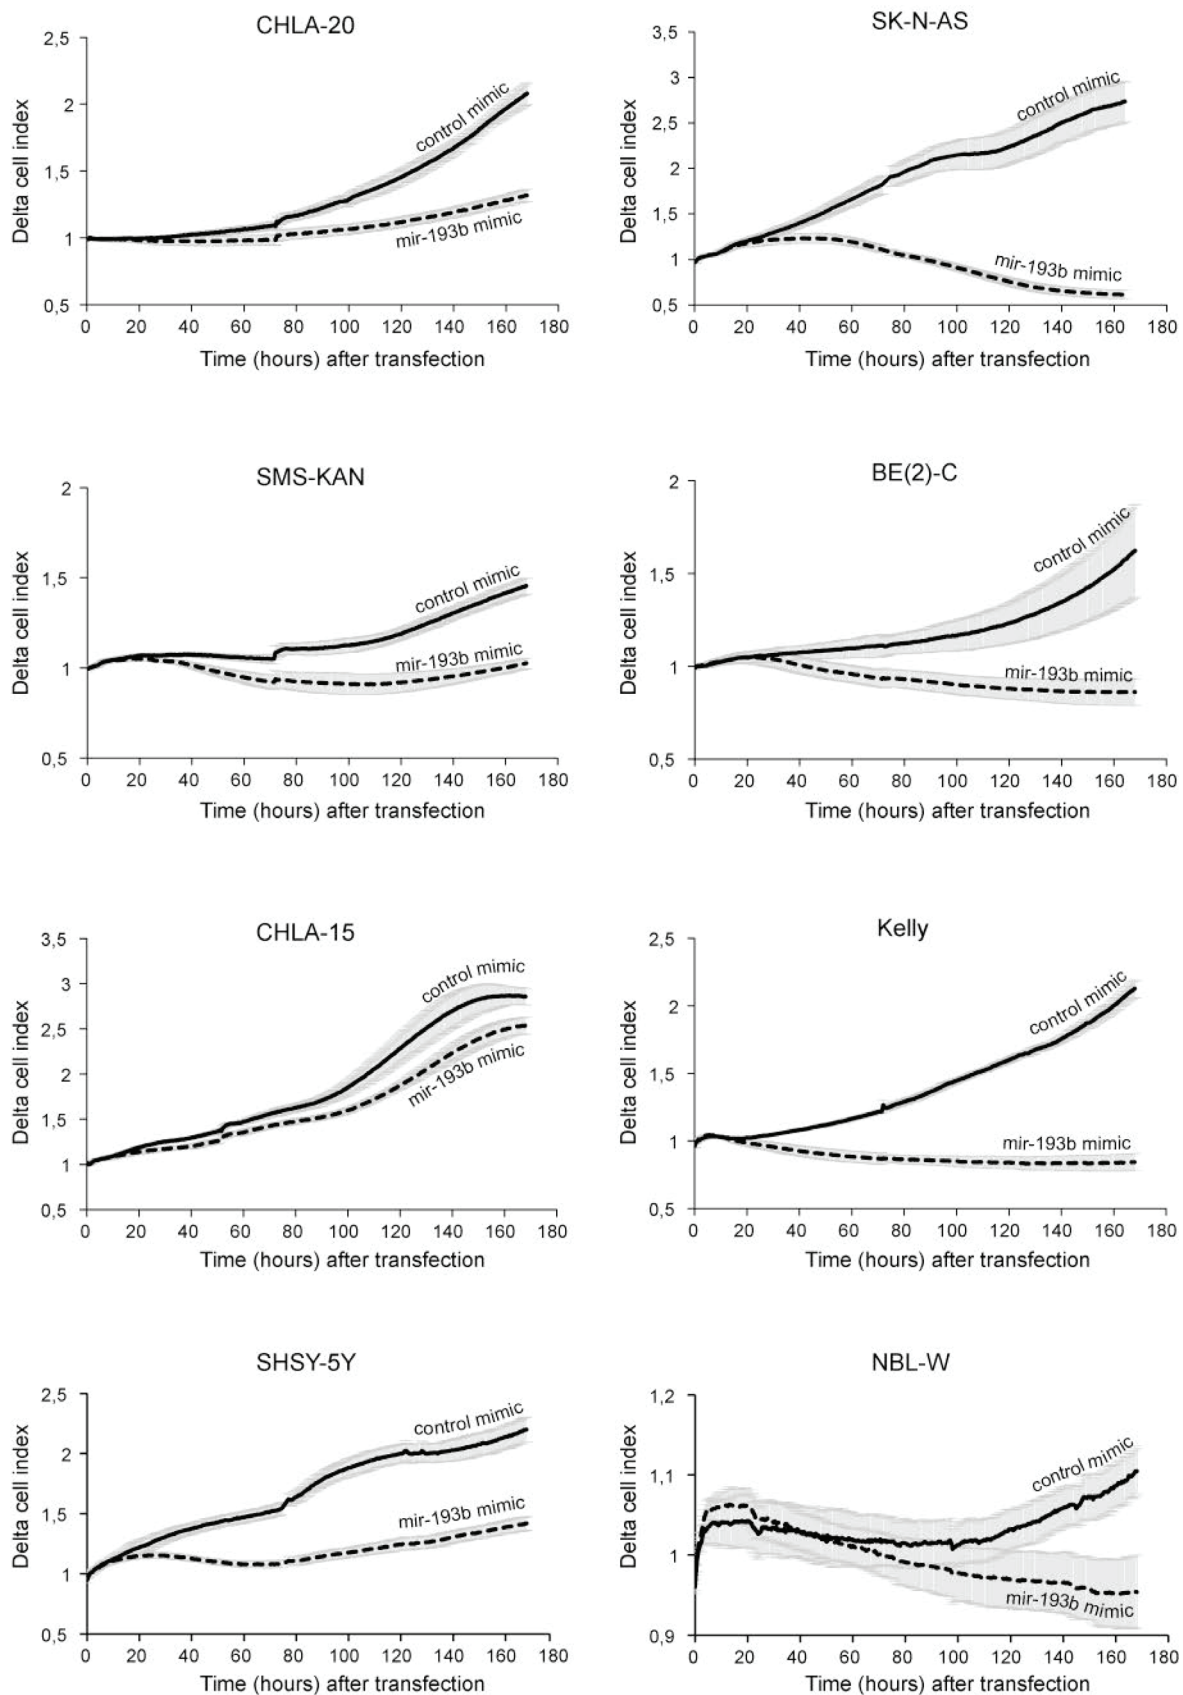 CHLA-20
2,5
2
1,5
1
0,5
Delta cell index
control mimic
mir-193b mimic
0 20 40 60 80 100 120 140 160 180
Time (hours) after transfection
SK-N-AS
3,5
3
2,5
2
1,5
1
0,5
Delta cell index
control mimic
mir-193b mimic
0 20 40 60 80 100 120 140 160 180
Time (hours) after transfection
SMS-KAN
2
1,5
1
0,5
Delta cell index
control mimic
mir-193b mimic
0 20 40 60 80 100 120 140 160 180
Time (hours) after transfection
BE(2)-C
2
1,5
1
0,5
Delta cell index
control mimic
mir-193b mimic
0 20 40 60 80 100 120 140 160 180
Time (hours) after transfection
CHLA-15
3,5
3
2,5
2
1,5
1
0,5
Delta cell index
control mimic
mir-193b mimic
0 20 40 60 80 100 120 140 160 180
Time (hours) after transfection
Kelly
2,5
2
1,5
1
0,5
Delta cell index
control mimic
mir-193b mimic
0 20 40 60 80 100 120 140 160 180
Time (hours) after transfection
SHSY-5Y
2,5
2
1,5
1
0,5
Delta cell index
control mimic
mir-193b mimic
0 20 40 60 80 100 120 140 160 180
Time (hours) after transfection
NBL-W
1,2
1,1
1
0,9
Delta cell index
control mimic
mir-193b mimic
0 20 40 60 80 100 120 140 160 180
Time (hours) after transfection